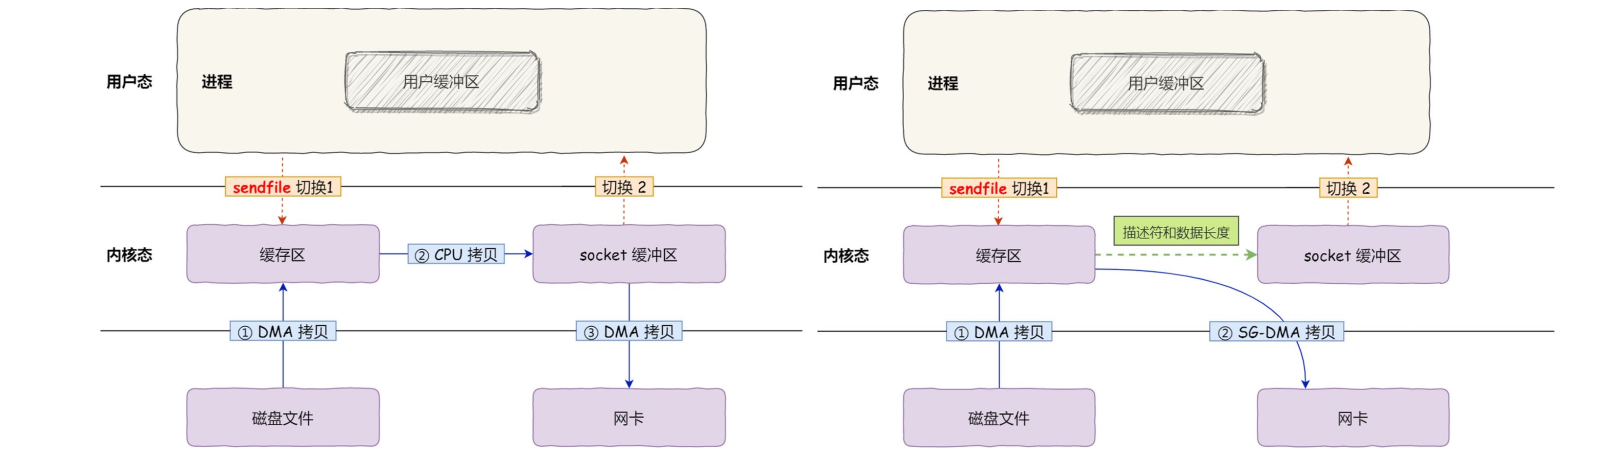 用户态
进程
用户缓冲区
sendfile 切换1
切换 2
内核态
缓存区
② CPU 拷贝
socket 缓冲区
① DMA 拷贝
③ DMA 拷贝
磁盘文件
网卡
用户态
进程
用户缓冲区
sendfile 切换1
切换 2
描述符和数据长度
内核态
缓存区
socket 缓冲区
① DMA 拷贝
② SG-DMA 拷贝
磁盘文件
网卡